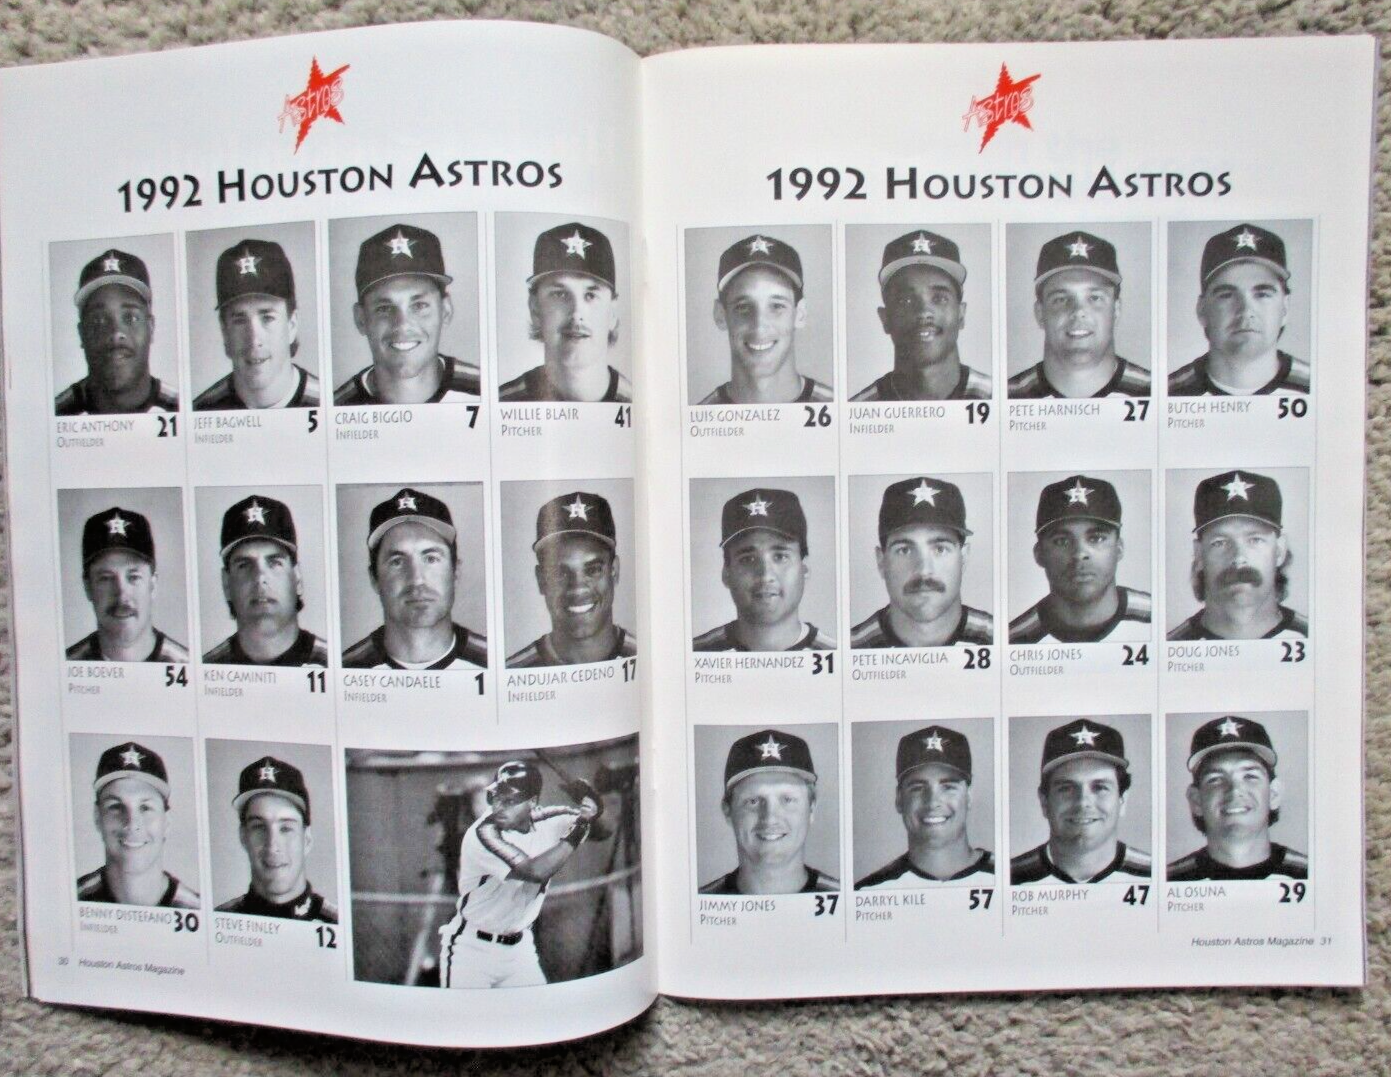 Astros
1992 HOUSTON ASTROS
ERIC ANTHONY 21
OUTFIELDER
JEFF BAGWELL 5
INFIELDER
CRAIG BIGGIO 7
INFIELDER
WILLIE BLAIR 41
PITCHER
JOE BOEVER 54
PITCHER
KEN CAMINITI 11
INFIELDER
CASEY CANDAELE 1
INFIELDER
ANDUJAR CEDENO 17
INFIELDER
BENNY DISTEFANO 30
INFIELDER
STEVE FINLEY 12
OUTFIELDER
30 Houston Astros Magazine
Astros
1992 HOUSTON ASTROS
LUIS GONZALEZ 26
OUTFIELDER
JUAN GUERRERO 19
INFIELDER
PETE HARNISCH 27
PITCHER
BUTCH HENRY 50
PITCHER
XAVIER HERNANDEZ 31
PITCHER
PETE INCAVIGLIA 28
OUTFIELDER
CHRIS JONES 24
OUTFIELDER
DOUG JONES 23
PITCHER
JIMMY JONES 37
PITCHER
DARRYL KILE 57
PITCHER
ROB MURPHY 47
PITCHER
AL OSUNA 29
PITCHER
Houston Astros Magazine 31